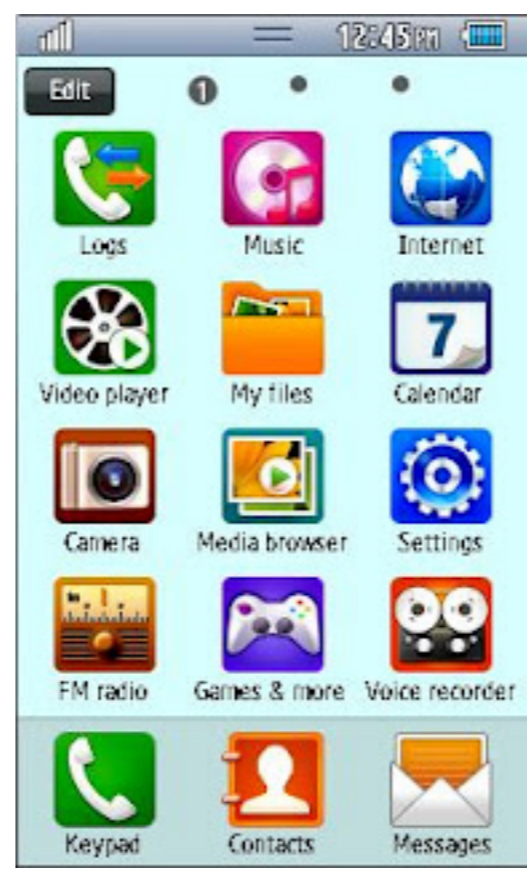 12:45PM
Edit
1
Logs Music Internet
7
Video player My files Calendar
Camera Media browser Settings
FM radio Games & more Voice recorder
Keypad Contacts Messages